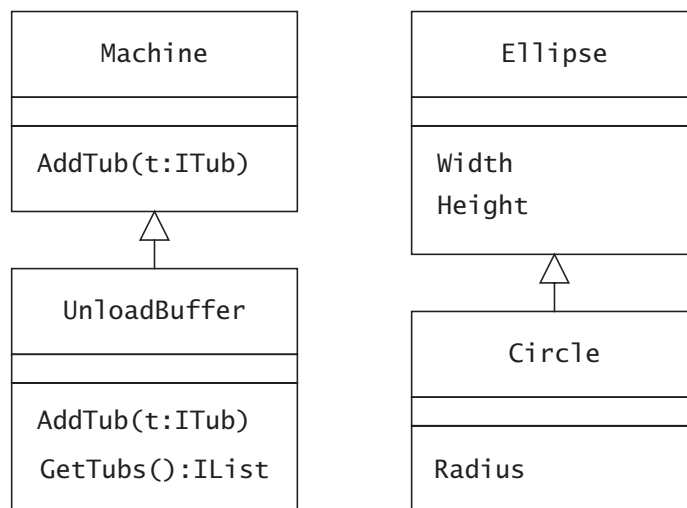 Machine
AddTub(t:ITub)
UnloadBuffer
AddTub(t:ITub)
GetTubs():IList
Ellipse
Width
Height
Circle
Radius